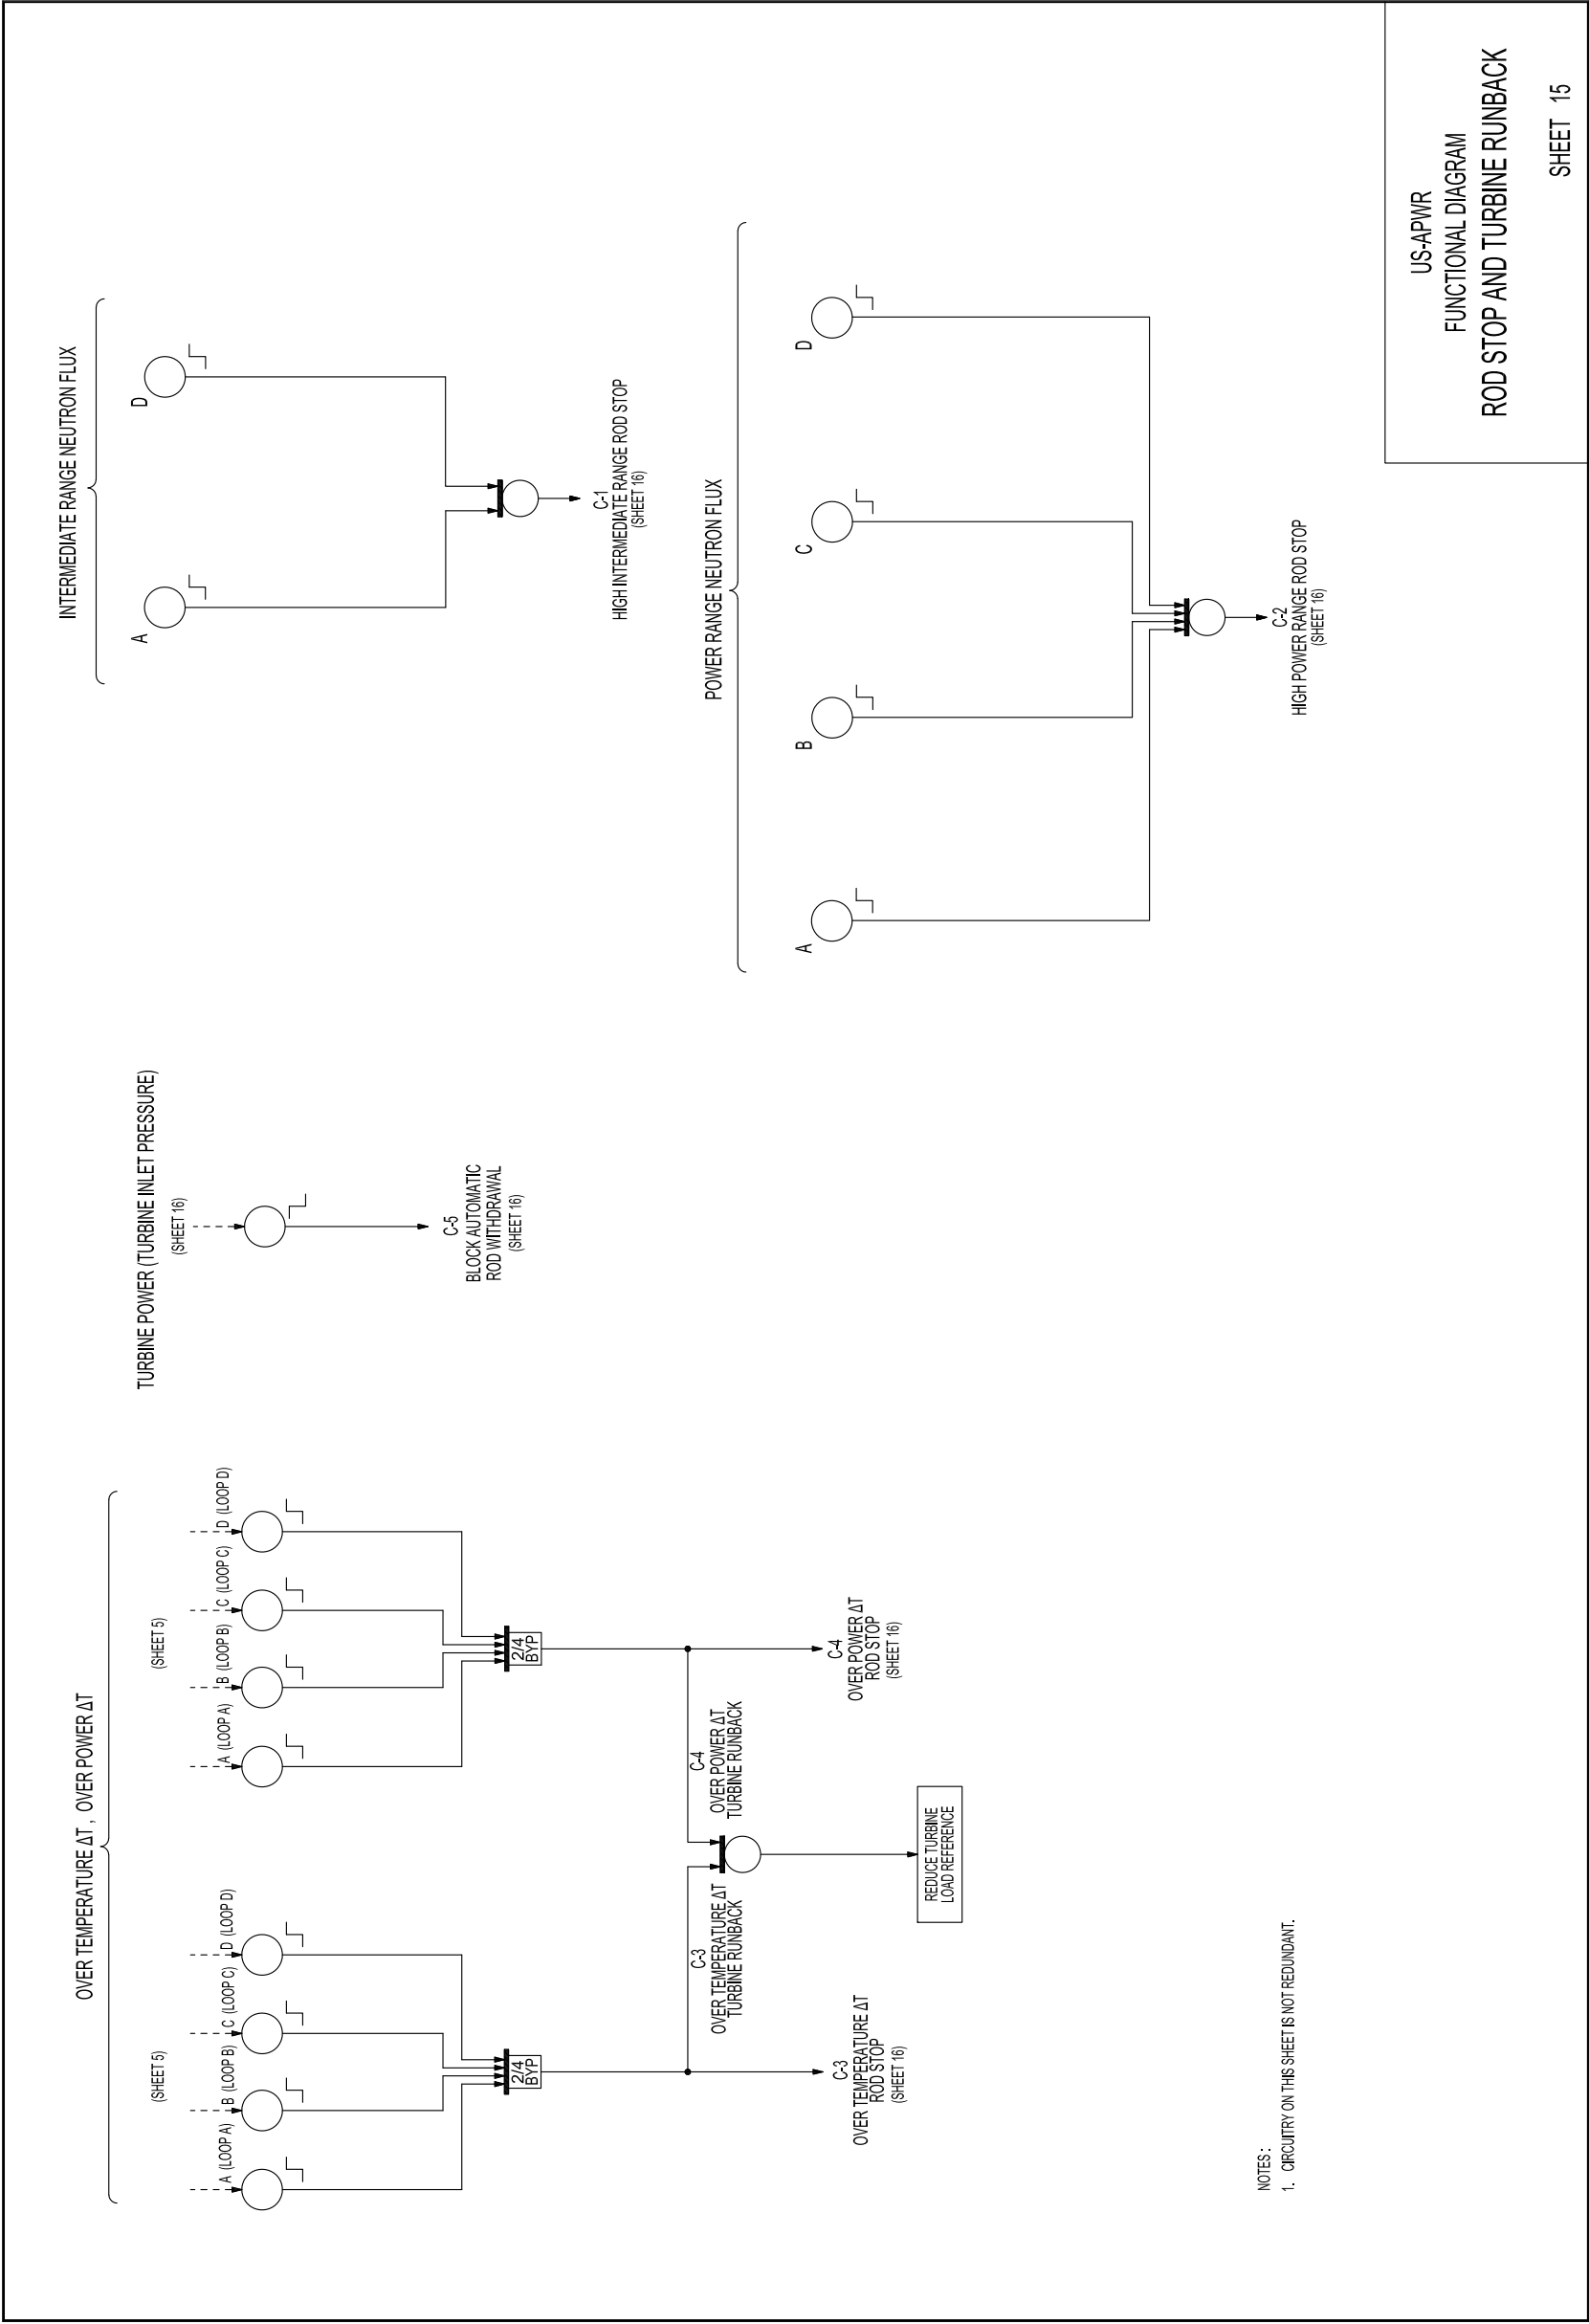 OVER TEMPERATURE ΔT , OVER POWER ΔT
(SHEET 5)
A (LOOP A)
B (LOOP B)
C (LOOP C)
D (LOOP D)
2/4
BYP
(SHEET 5)
A (LOOP A)
B (LOOP B)
C (LOOP C)
D (LOOP D)
2/4
BYP
C-3
OVER TEMPERATURE ΔT
TURBINE RUNBACK
C-4
OVER POWER ΔT
TURBINE RUNBACK
C-3
OVER TEMPERATURE ΔT
ROD STOP
(SHEET 16)
REDUCE TURBINE
LOAD REFERENCE
C-4
OVER POWER ΔT
ROD STOP
(SHEET 16)
TURBINE POWER (TURBINE INLET PRESSURE)
(SHEET 16)
C-5
BLOCK AUTOMATIC
ROD WITHDRAWAL
(SHEET 16)
INTERMEDIATE RANGE NEUTRON FLUX
A
D
C-1
HIGH INTERMEDIATE RANGE ROD STOP
(SHEET 16)
POWER RANGE NEUTRON FLUX
A
B
C
D
C-2
HIGH POWER RANGE ROD STOP
(SHEET 16)
NOTES :
1. CIRCUITRY ON THIS SHEET IS NOT REDUNDANT.
US-APWR
FUNCTIONAL DIAGRAM
ROD STOP AND TURBINE RUNBACK
SHEET 15